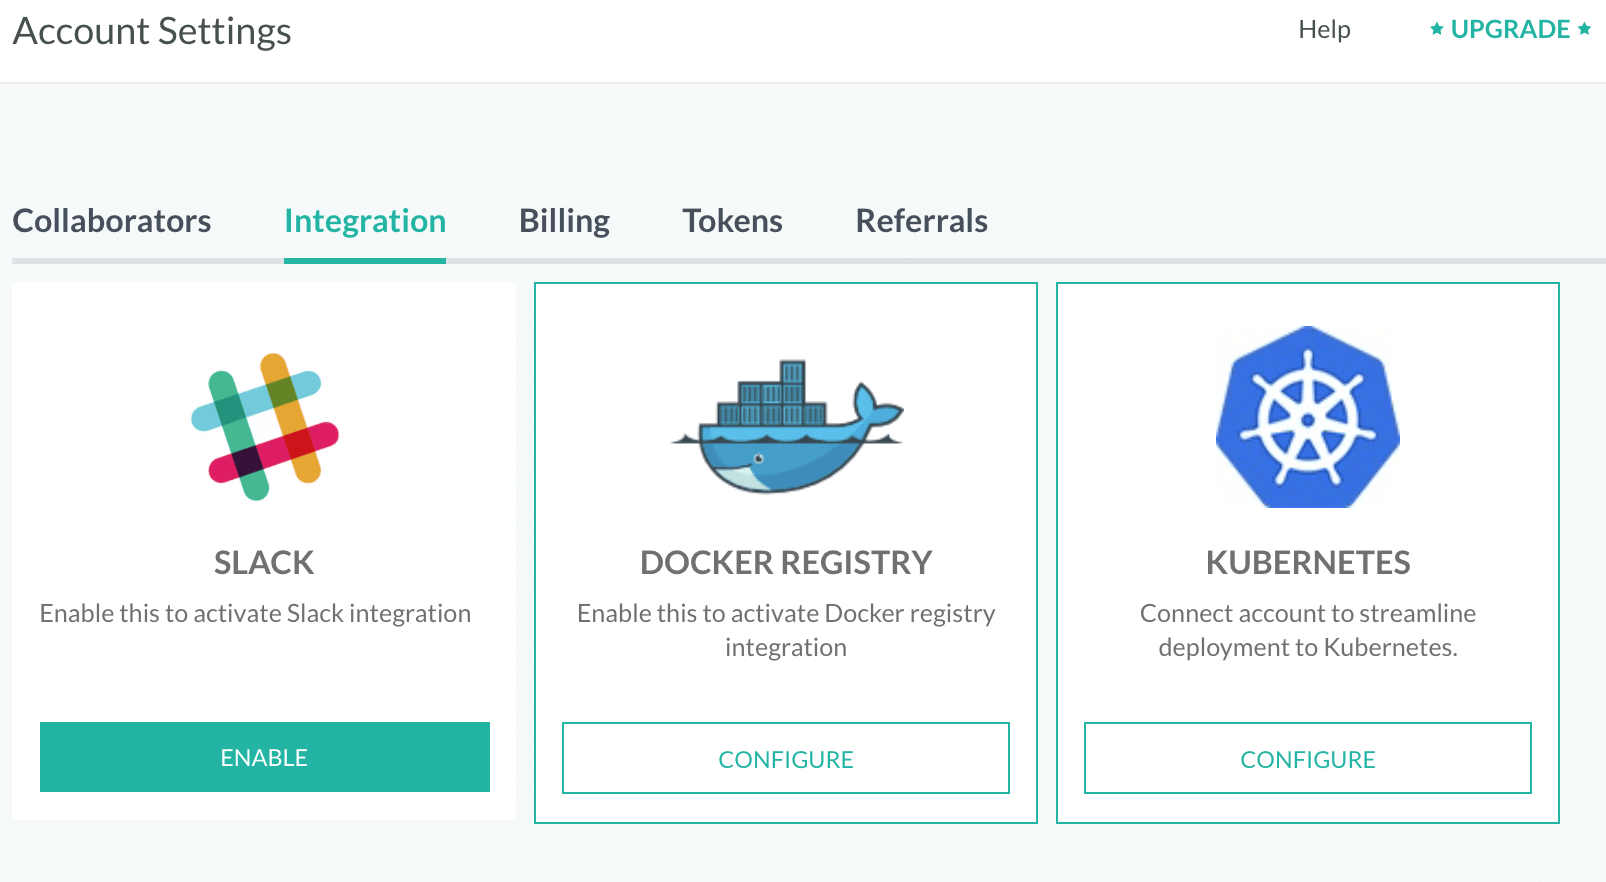 Account Settings
Help
★ UPGRADE ★
Collaborators
Integration
Billing
Tokens
Referrals
SLACK
Enable this to activate Slack integration
ENABLE
DOCKER REGISTRY
Enable this to activate Docker registry
integration
CONFIGURE
KUBERNETES
Connect account to streamline
deployment to Kubernetes.
CONFIGURE